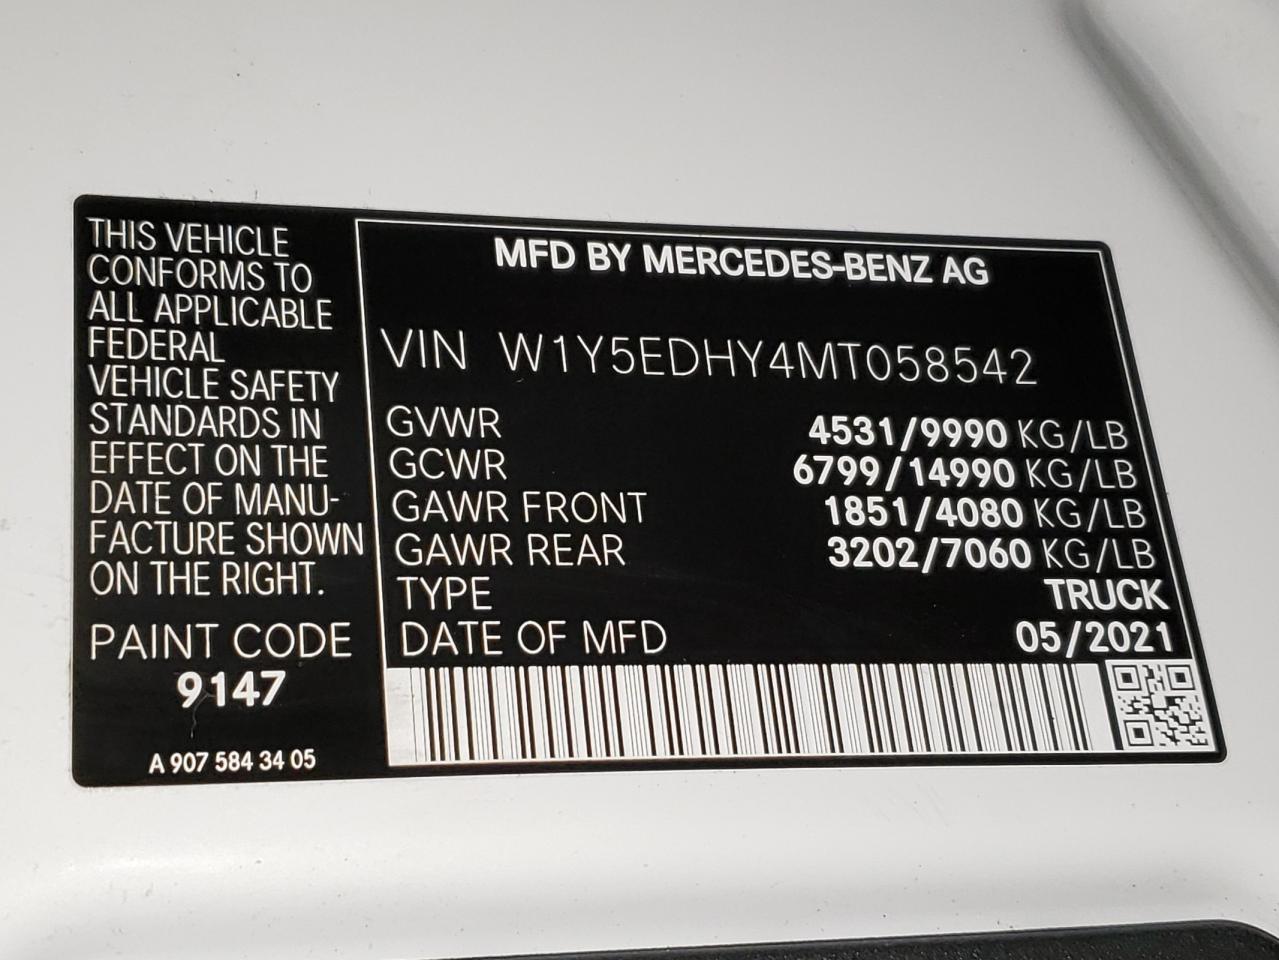 THIS VEHICLE
CONFORMS TO
ALL APPLICABLE
FEDERAL
VEHICLE SAFETY
STANDARDS IN
EFFECT ON THE
DATE OF MANU-
FACTURE SHOWN
ON THE RIGHT.
PAINT CODE
9147
A 907 584 34 05
MFD BY MERCEDES-BENZ AG
VIN W1Y5EDHY4MT058542
GVWR 4531/9990 KG/LB
GCWR 6799/14990 KG/LB
GAWR FRONT 1851/4080 KG/LB
GAWR REAR 3202/7060 KG/LB
TYPE TRUCK
DATE OF MFD 05/2021